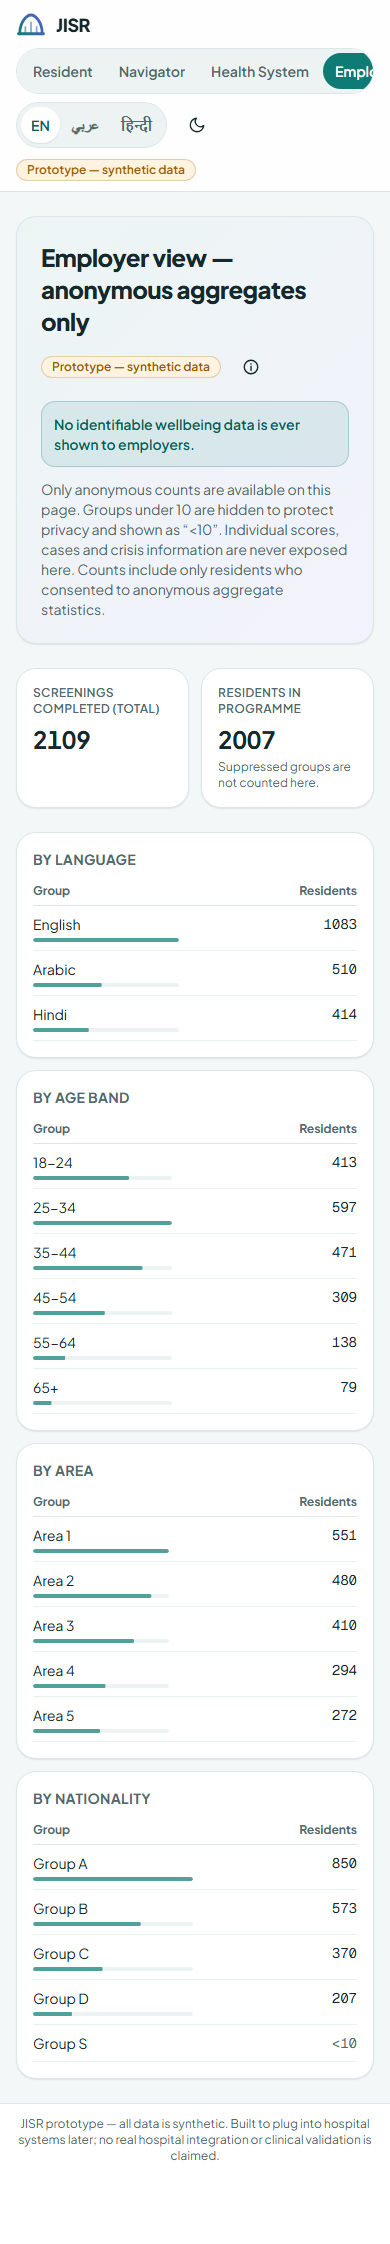 JISR
Resident Navigator Health System
EN عربي हिन्दी
Prototype — synthetic data
Employer view —
anonymous aggregates
only
Prototype — synthetic data
No identifiable wellbeing data is ever
shown to employers.
Only anonymous counts are available on this
page. Groups under 10 are hidden to protect
privacy and shown as “<10”. Individual scores,
cases and crisis information are never exposed
here. Counts include only residents who
consented to anonymous aggregate
statistics.
SCREENINGS
COMPLETED (TOTAL)
2109
RESIDENTS IN
PROGRAMME
2007
Suppressed groups are
not counted here.
BY LANGUAGE
Group Residents
English 1083
Arabic 510
Hindi 414
BY AGE BAND
Group Residents
18–24 413
25–34 597
35–44 471
45–54 309
55–64 138
65+ 79
BY AREA
Group Residents
Area 1 551
Area 2 480
Area 3 410
Area 4 294
Area 5 272
BY NATIONALITY
Group Residents
Group A 850
Group B 573
Group C 370
Group D 207
Group S <10
JISR prototype — all data is synthetic. Built to plug into hospital
systems later; no real hospital integration or clinical validation is
claimed.